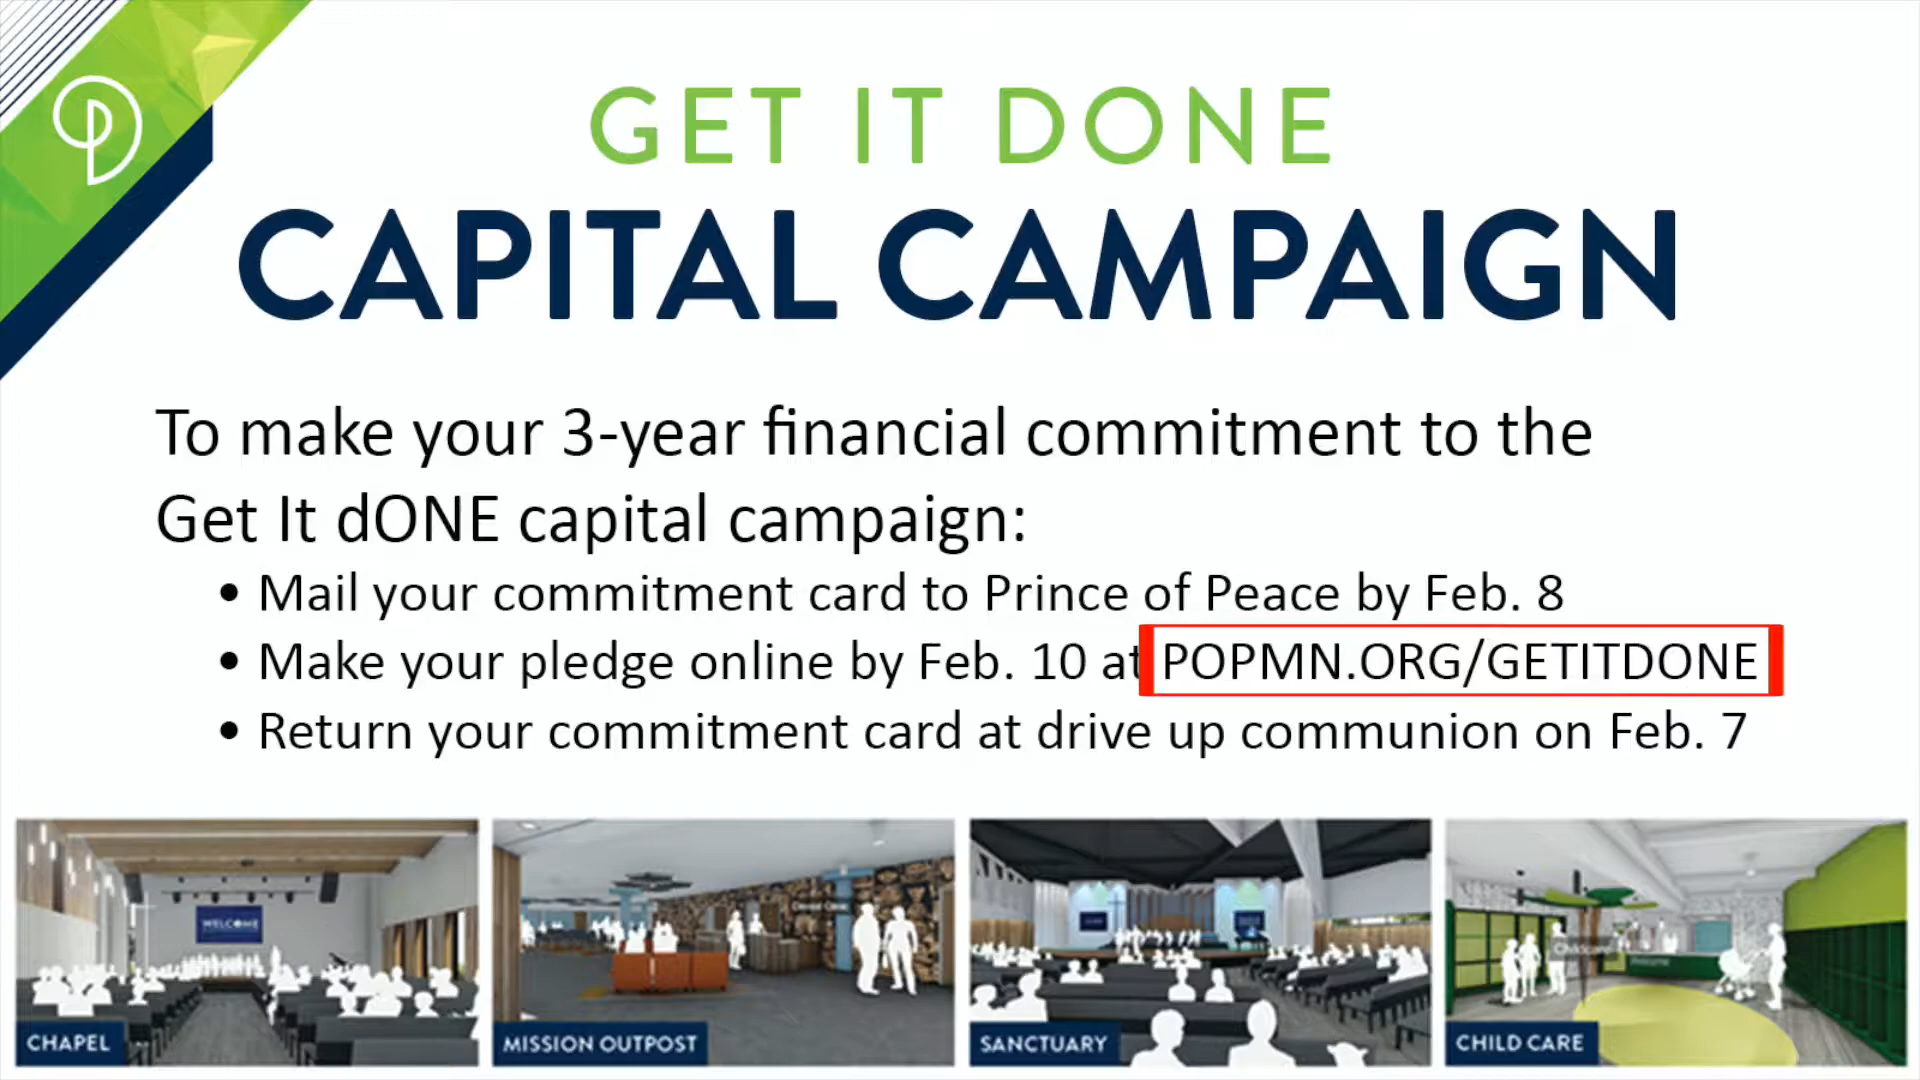 GET IT DONE
CAPITAL CAMPAIGN
To make your 3-year financial commitment to the
Get It dONE capital campaign:
• Mail your commitment card to Prince of Peace by Feb. 8
• Make your pledge online by Feb. 10 at POPMN.ORG/GETITDONE
• Return your commitment card at drive up communion on Feb. 7
WELCOME
CHAPEL
MISSION OUTPOST
SANCTUARY
Childcare
CHILD CARE